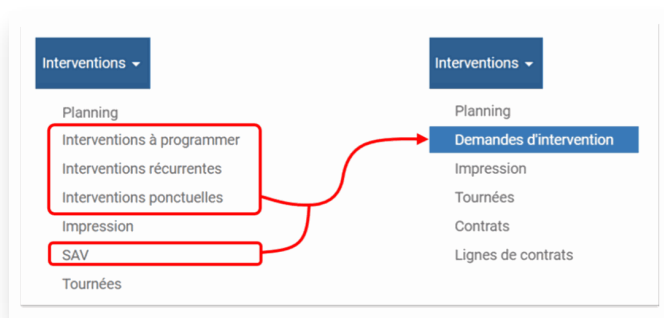 Interventions
Planning
Interventions à programmer
Interventions récurrentes
Interventions ponctuelles
Impression
SAV
Tournées
Interventions
Planning
Demandes d'intervention
Impression
Tournées
Contrats
Lignes de contrats